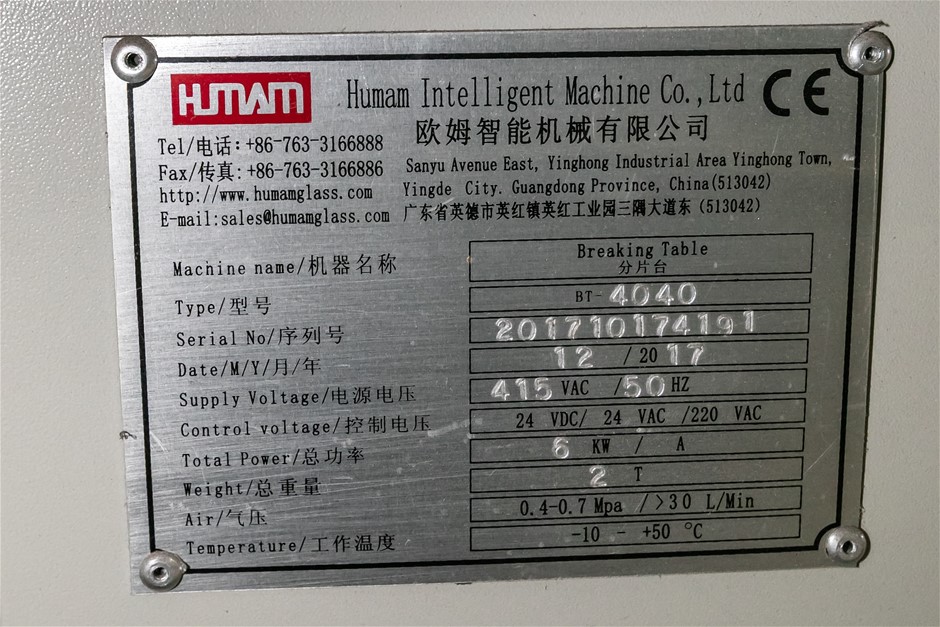 HUMAM
Humam Intelligent Machine Co.,Ltd CE
欧姆智能机械有限公司
Tel/电话:+86-763-3166888
Fax/传真:+86-763-3166886
http://www.humamglass.com
E-mail:sales@humamglass.com
Sanyu Avenue East, Yinghong Industrial Area Yinghong Town,
Yingde City. Guangdong Province, China(513042)
广东省英德市英红镇英红工业园三隅大道东 (513042)
Machine name/机器名称 Breaking Table
分片台
Type/型号 BT-4040
Serial No/序列号 201710174191
Date/M/Y/月/年 12 /2017
Supply Voltage/电源电压 415 VAC /50 HZ
Control voltage/控制电压 24 VDC/ 24 VAC /220 VAC
Total Power/总功率 6 KW / A
Weight/总重量 2 T
Air/气压 0.4-0.7 Mpa />30 L/Min
Temperature/工作温度 -10 - +50 ℃